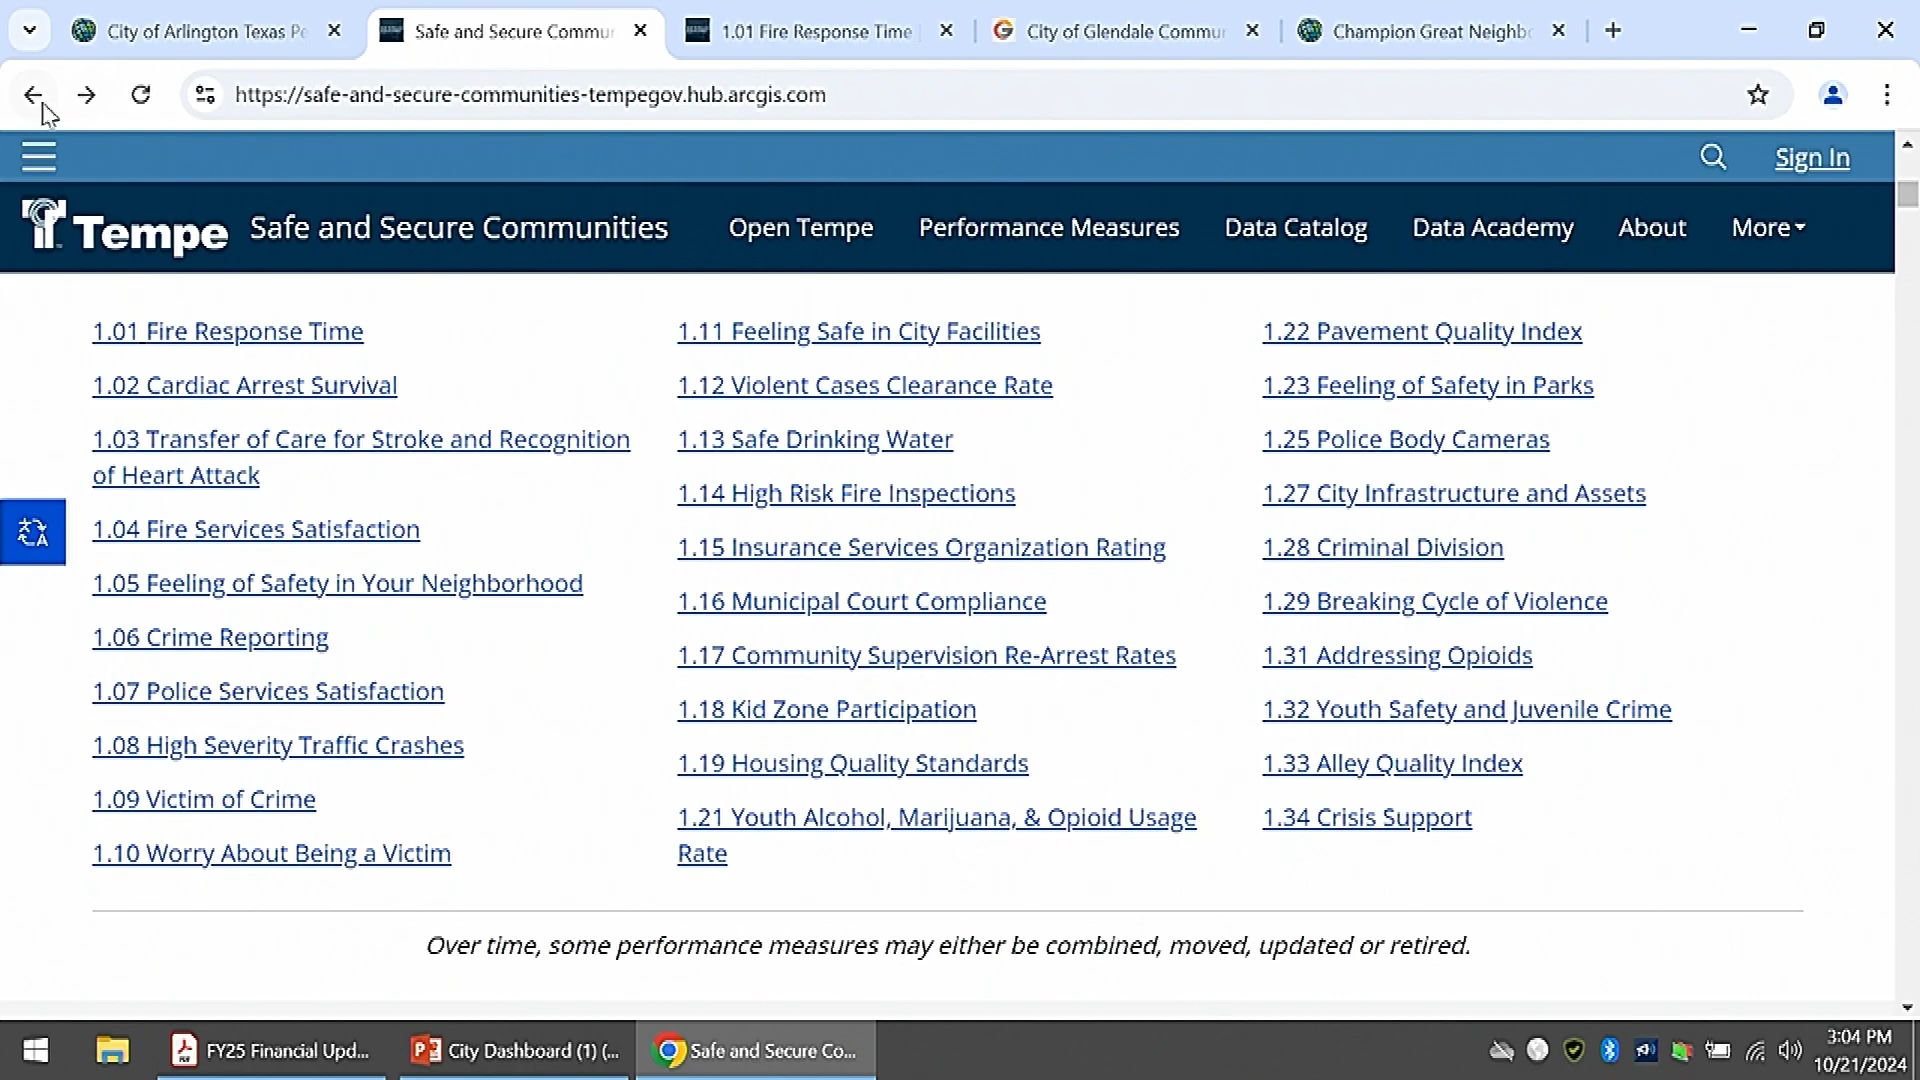 City of Arlington Texas Pe
Safe and Secure Commu
1.01 Fire Response Time
City of Glendale Commu
Champion Great Neighb
https://safe-and-secure-communities-tempegov.hub.arcgis.com
Sign In
Tempe
Safe and Secure Communities
Open Tempe
Performance Measures
Data Catalog
Data Academy
About
More
1.01 Fire Response Time
1.02 Cardiac Arrest Survival
1.03 Transfer of Care for Stroke and Recognition
of Heart Attack
1.04 Fire Services Satisfaction
1.05 Feeling of Safety in Your Neighborhood
1.06 Crime Reporting
1.07 Police Services Satisfaction
1.08 High Severity Traffic Crashes
1.09 Victim of Crime
1.10 Worry About Being a Victim
1.11 Feeling Safe in City Facilities
1.12 Violent Cases Clearance Rate
1.13 Safe Drinking Water
1.14 High Risk Fire Inspections
1.15 Insurance Services Organization Rating
1.16 Municipal Court Compliance
1.17 Community Supervision Re-Arrest Rates
1.18 Kid Zone Participation
1.19 Housing Quality Standards
1.21 Youth Alcohol, Marijuana, & Opioid Usage
Rate
1.22 Pavement Quality Index
1.23 Feeling of Safety in Parks
1.25 Police Body Cameras
1.27 City Infrastructure and Assets
1.28 Criminal Division
1.29 Breaking Cycle of Violence
1.31 Addressing Opioids
1.32 Youth Safety and Juvenile Crime
1.33 Alley Quality Index
1.34 Crisis Support
Over time, some performance measures may either be combined, moved, updated or retired.
FY25 Financial Upd...
City Dashboard (1) (...
Safe and Secure Co...
3:04 PM
10/21/2024